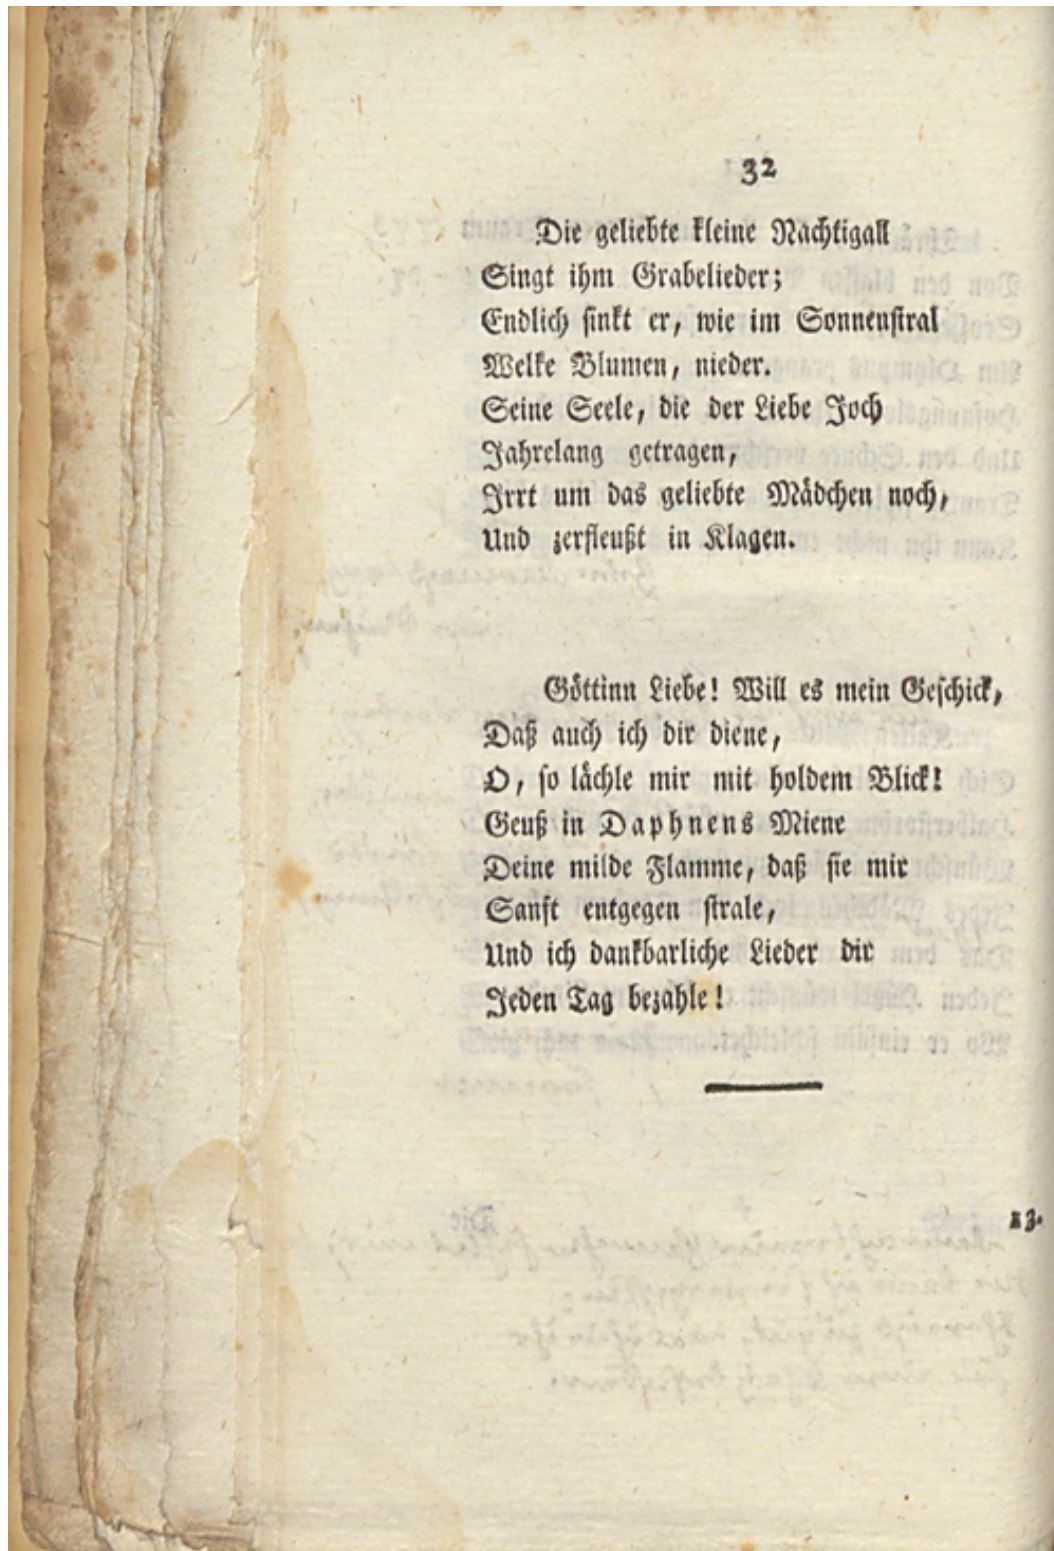 32
Die geliebte kleine Nachtigall
Singt ihm Grabelieder;
Endlich sinkt er, wie im Sonnenstral
Welke Blumen, nieder.
Seine Seele, die der Liebe Joch
Jahrelang getragen,
Irrt um das geliebte Mädchen noch,
Und zerfleußt in Klagen.
Göttinn Liebe! Will es mein Geschick,
Daß auch ich dir diene,
O, so lächle mir mit holdem Blick!
Geuß in Daphnens Miene
Deine milde Flamme, daß sie mir
Sanft entgegen strale,
Und ich dankbarliche Lieder dir
Jeden Tag bezahle!
13.